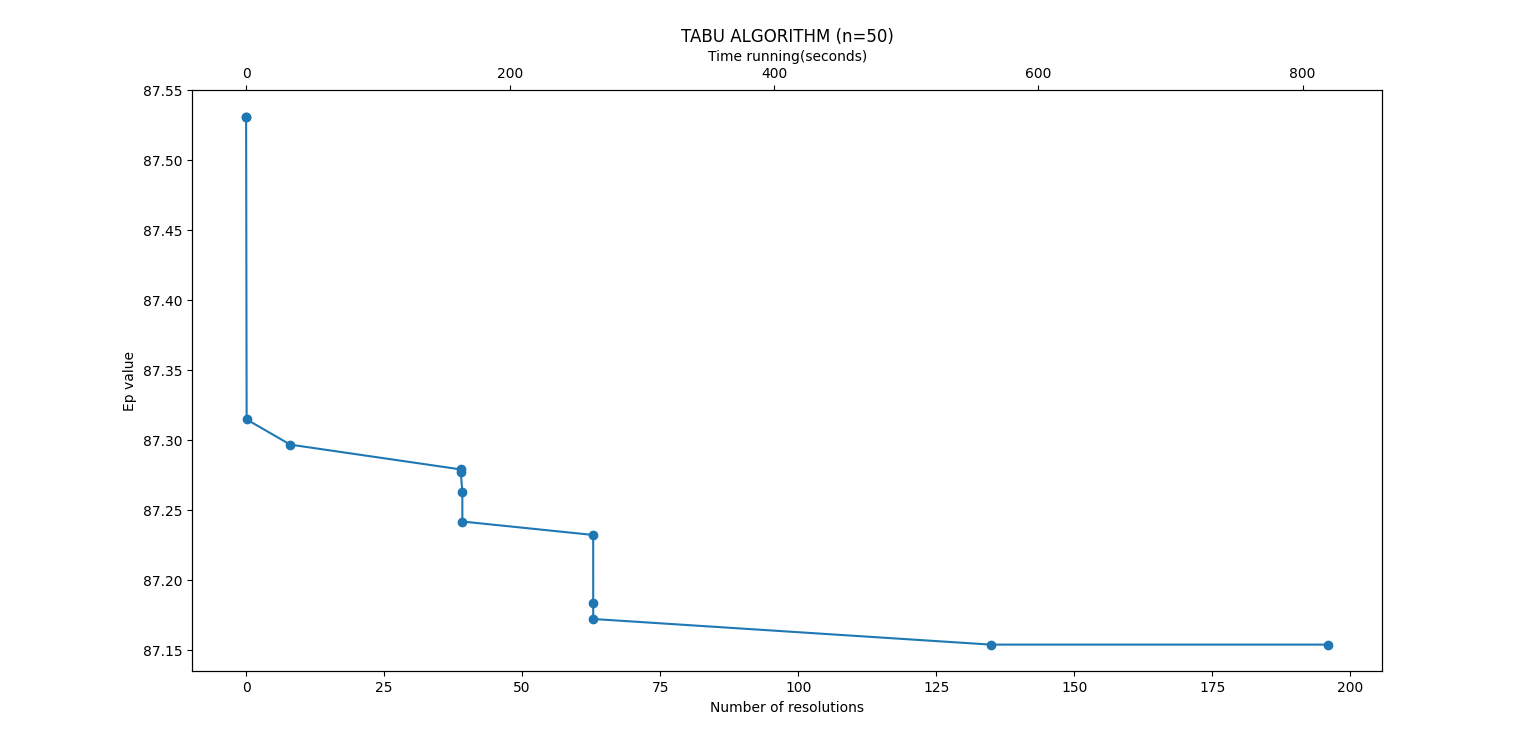 TABU ALGORITHM (n=50)
Time running(seconds)
0 200 400 600 800
87.55
87.50
87.45
87.40
87.35
87.30
87.25
87.20
87.15
Ep value
0 25 50 75 100 125 150 175 200
Number of resolutions